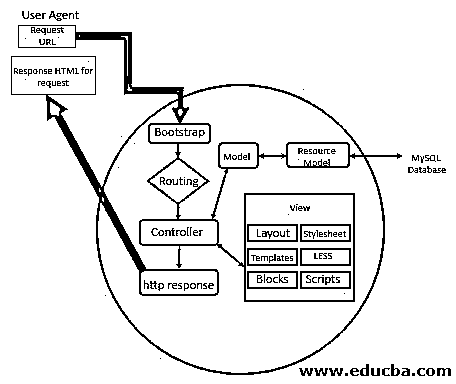 User Agent
Request
URL
Response HTML for
request
Bootstrap
Routing
Model
Resource
Model
MySQL
Database
Controller
View
Layout
Stylesheet
Templates
LESS
Blocks
Scripts
http response
www.educba.com